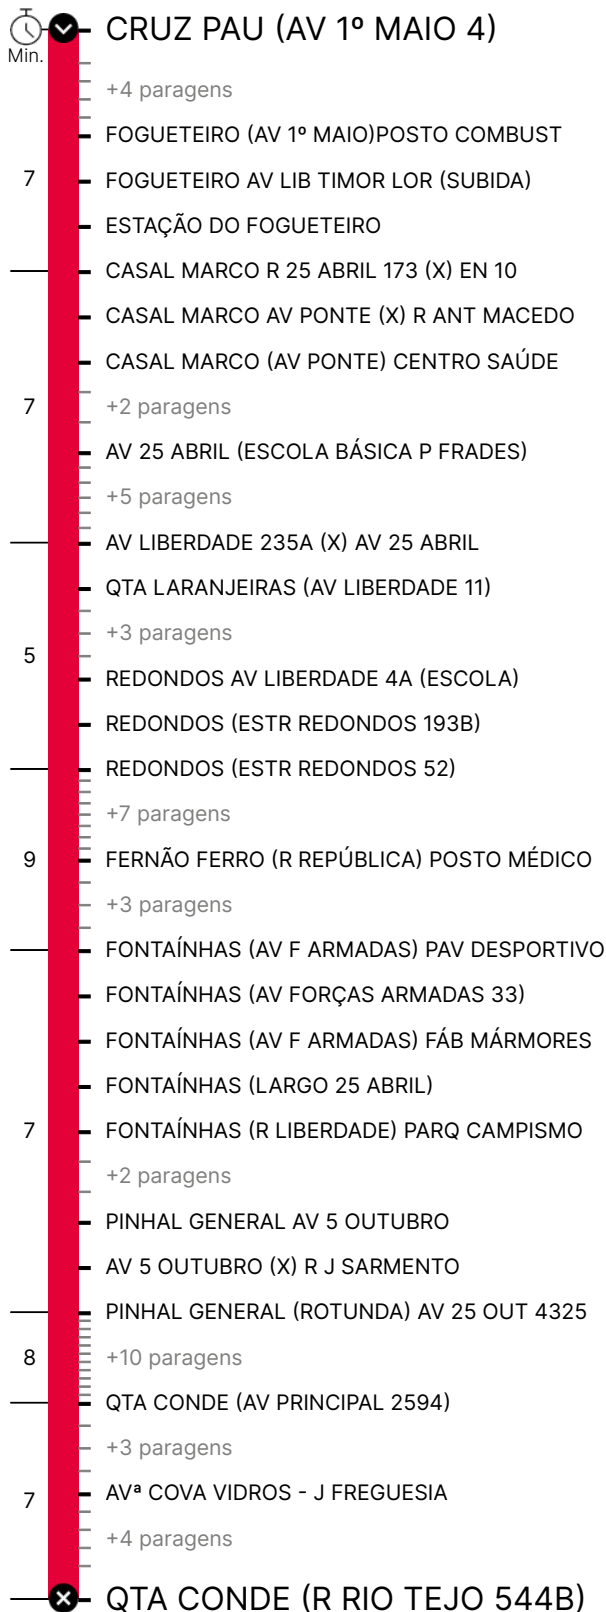 CRUZ PAU (AV 1º MAIO 4)
Min.
+4 paragens
FOGUETEIRO (AV 1º MAIO)POSTO COMBUST
7
FOGUETEIRO AV LIB TIMOR LOR (SUBIDA)
ESTAÇÃO DO FOGUETEIRO
CASAL MARCO R 25 ABRIL 173 (X) EN 10
CASAL MARCO AV PONTE (X) R ANT MACEDO
CASAL MARCO (AV PONTE) CENTRO SAÚDE
7
+2 paragens
AV 25 ABRIL (ESCOLA BÁSICA P FRADES)
+5 paragens
AV LIBERDADE 235A (X) AV 25 ABRIL
QTA LARANJEIRAS (AV LIBERDADE 11)
+3 paragens
5
REDONDOS AV LIBERDADE 4A (ESCOLA)
REDONDOS (ESTR REDONDOS 193B)
REDONDOS (ESTR REDONDOS 52)
+7 paragens
9
FERNÃO FERRO (R REPÚBLICA) POSTO MÉDICO
+3 paragens
FONTAÍNHAS (AV F ARMADAS) PAV DESPORTIVO
FONTAÍNHAS (AV FORÇAS ARMADAS 33)
FONTAÍNHAS (AV F ARMADAS) FÁB MÁRMORES
FONTAÍNHAS (LARGO 25 ABRIL)
7
FONTAÍNHAS (R LIBERDADE) PARQ CAMPISMO
+2 paragens
PINHAL GENERAL AV 5 OUTUBRO
AV 5 OUTUBRO (X) R J SARMENTO
PINHAL GENERAL (ROTUNDA) AV 25 OUT 4325
8
+10 paragens
QTA CONDE (AV PRINCIPAL 2594)
+3 paragens
7
AVª COVA VIDROS - J FREGUESIA
+4 paragens
QTA CONDE (R RIO TEJO 544B)